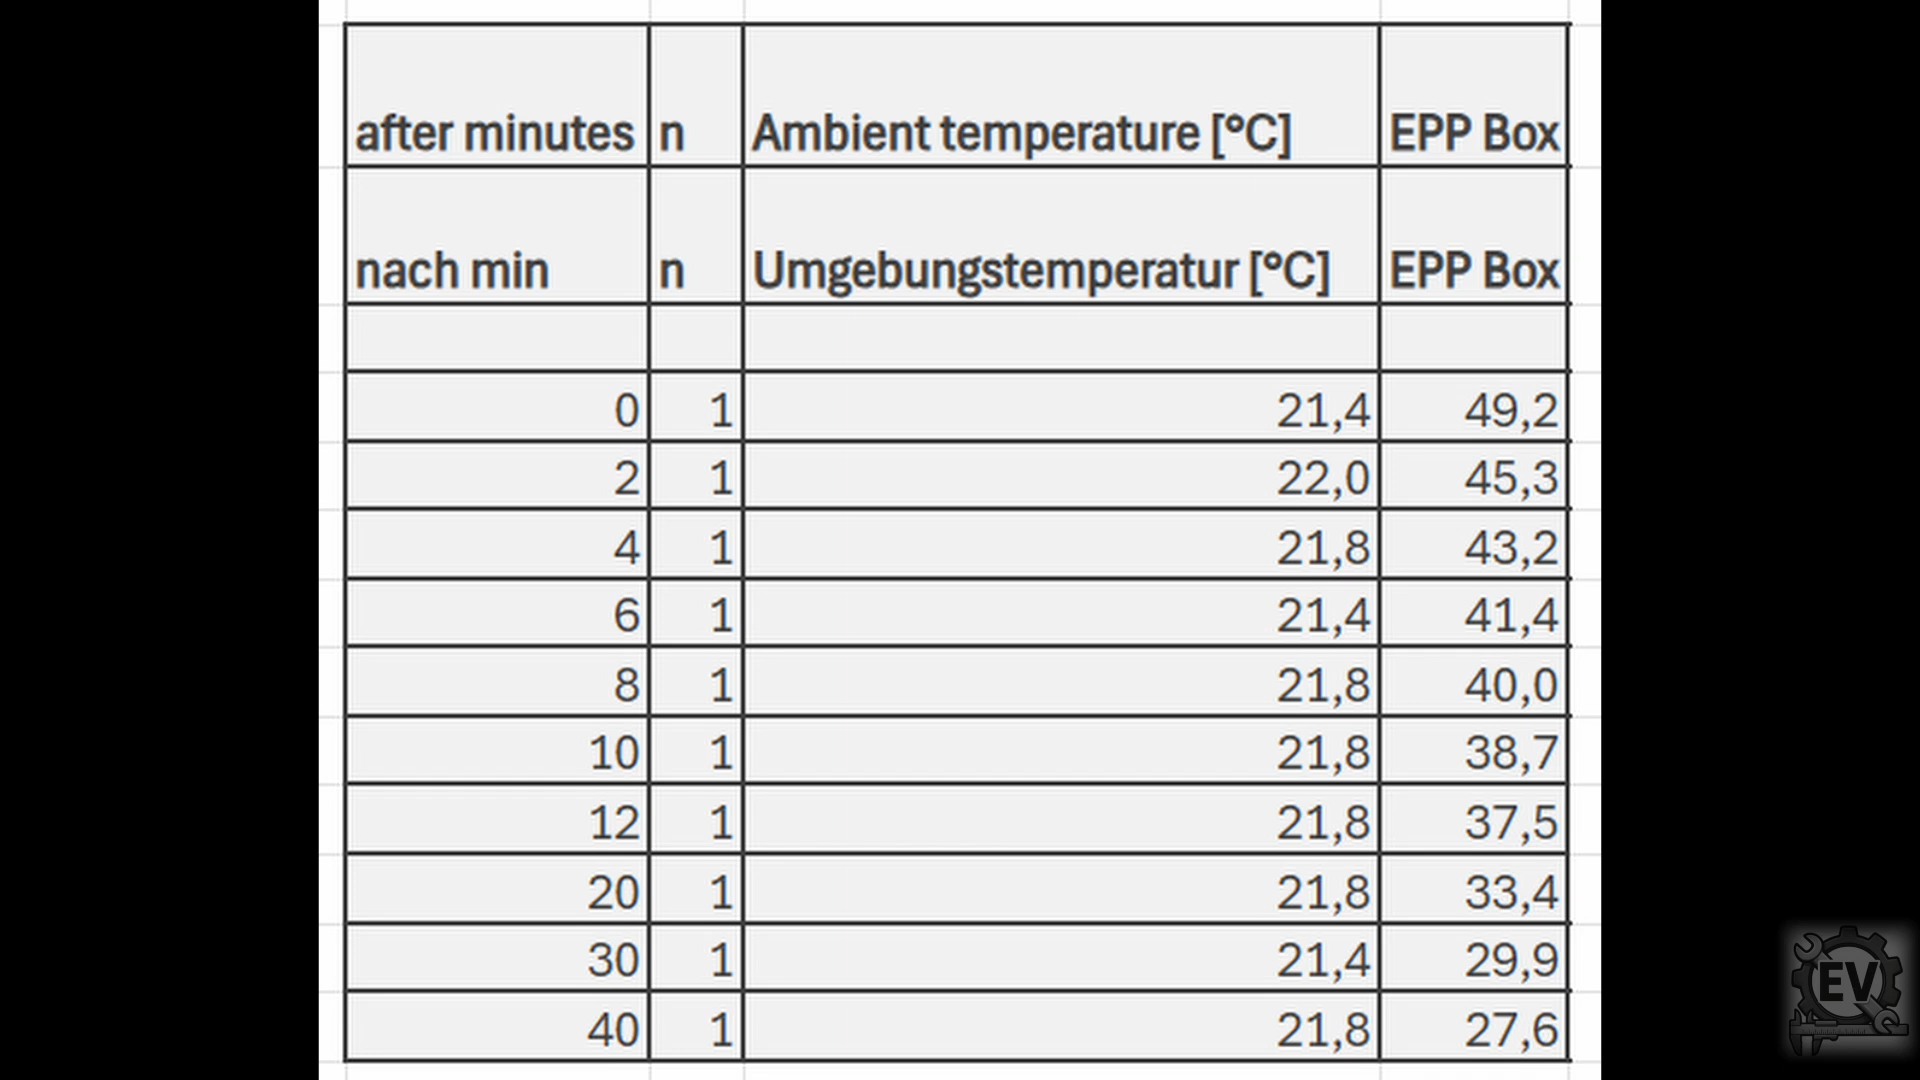 after minutes n Ambient temperature [°C] EPP Box
nach min n Umgebungstemperatur [°C] EPP Box
0 1 21,4 49,2
2 1 22,0 45,3
4 1 21,8 43,2
6 1 21,4 41,4
8 1 21,8 40,0
10 1 21,8 38,7
12 1 21,8 37,5
20 1 21,8 33,4
30 1 21,4 29,9
40 1 21,8 27,6
EV